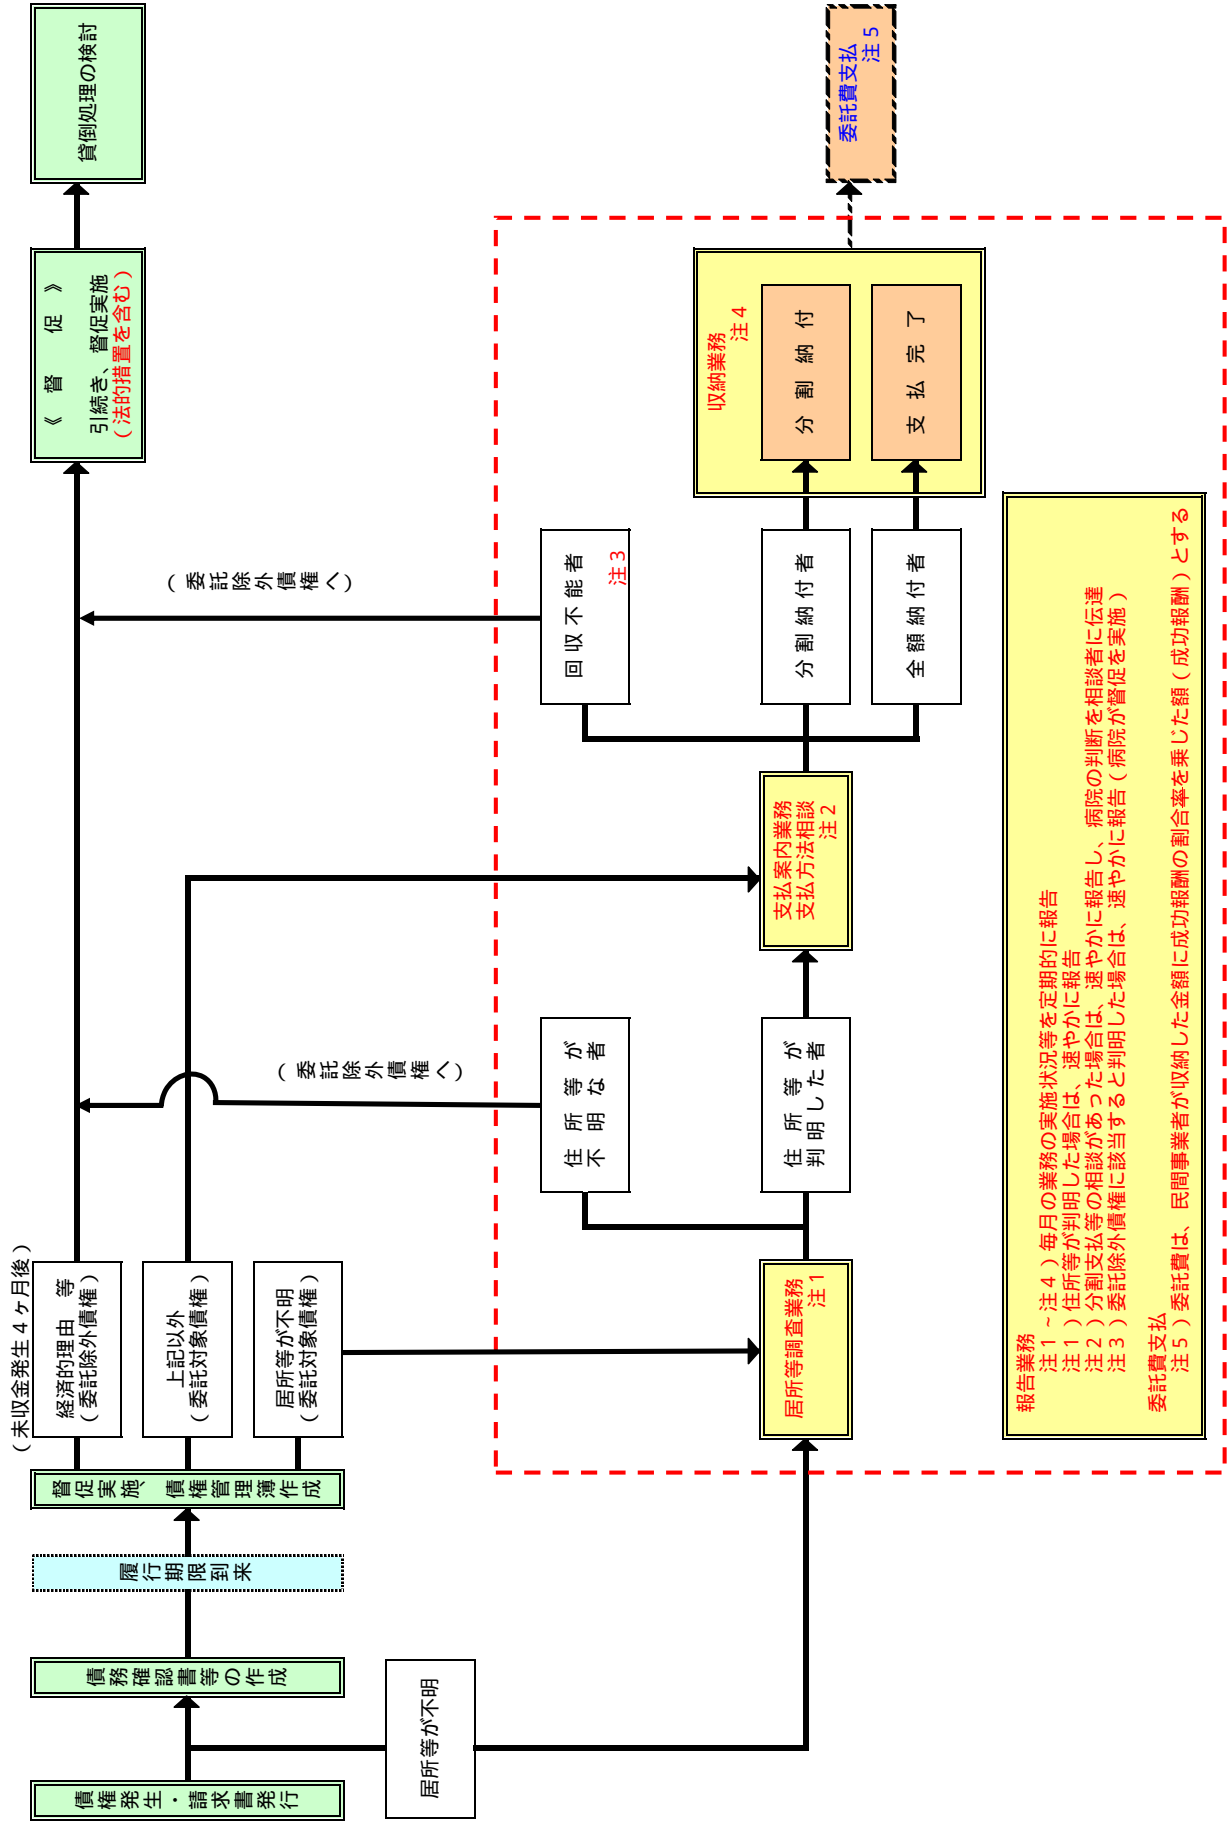 債権発生・請求書発行
居所等が不明
債務確認書等の作成
履行期限到来
督促実施、債権管理簿作成
(未収金発生4ヶ月後)
経済的理由 等
(委託除外債権)
上記以外
(委託対象債権)
居所等が不明
(委託対象債権)
居所等調査業務
注1
(委託除外債権へ)
住所等が
不明な者
住所等が
判明した者
支払案内業務
支払方法相談
注2
(委託除外債権へ)
回収不能者
注3
分割納付者
全額納付者
収納業務
注4
分割納付
支払完了
《 督 促 》
引続き、督促実施
(法的措置を含む)
貸倒処理の検討
委託費支払
注5
報告業務
注1~注4)毎月の業務の実施状況等を定期的に報告
注1)住所等が判明した場合は、速やかに報告
注2)分割支払等の相談があった場合は、速やかに報告し、病院の判断を相談者に伝達
注3)委託除外債権に該当すると判明した場合は、速やかに報告(病院が督促を実施)
委託費支払
注5)委託費は、民間事業者が収納した金額に成功報酬の割合率を乗じた額(成功報酬)とする